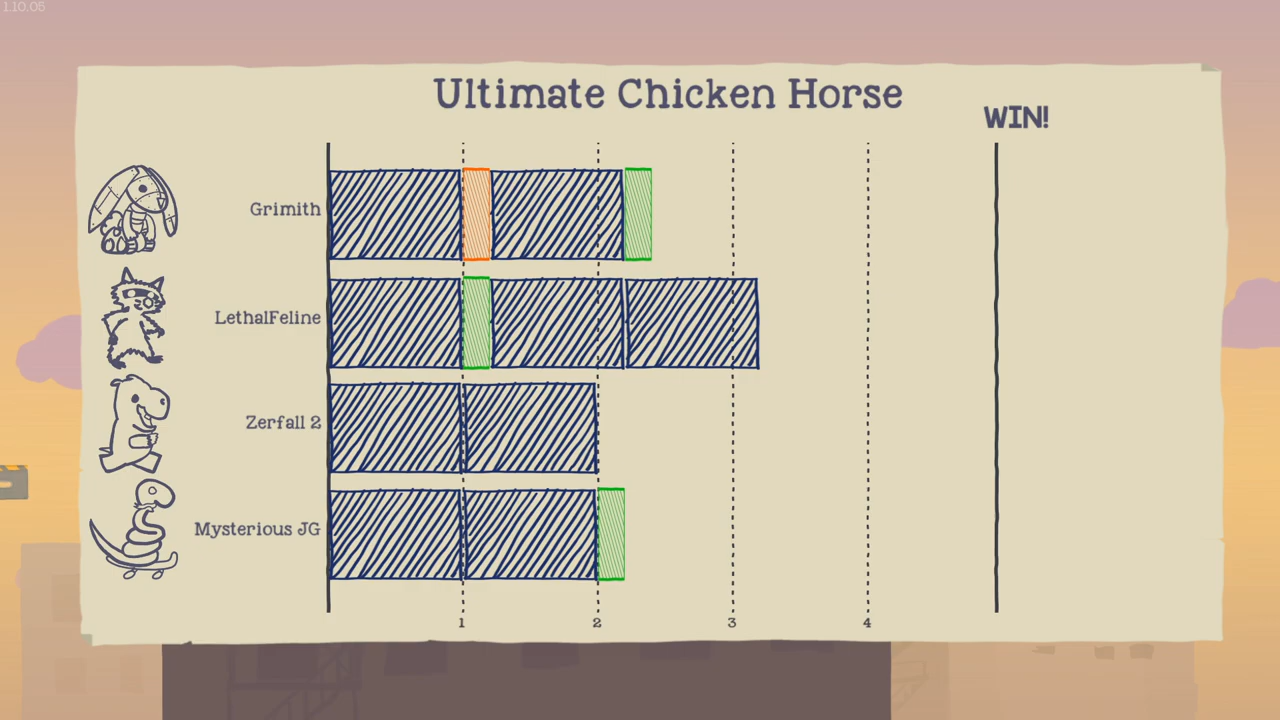 1.10.05
Ultimate Chicken Horse
WIN!
Grimith
LethalFeline
Zerfall 2
Mysterious JG
1 2 3 4